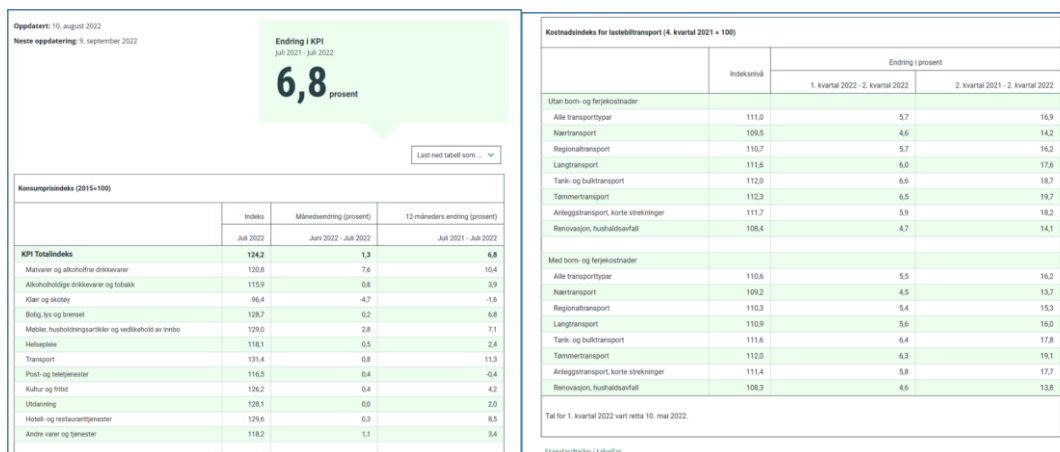 Oppdatert: 10. august 2022
Neste oppdatering: 9. september 2022
Endring i KPI
Juli 2021 - Juli 2022
6,8 prosent
Last ned tabell som ...
Konsumprisindeks (2015=100)
Indeks Månedsendring (prosent) 12-måneders endring (prosent)
Juli 2022 Juni 2022 - Juli 2022 Juli 2021 - Juli 2022
KPI Totalindeks 124,2 1,3 6,8
Matvarer og alkoholfrie drikkevarer 120,8 7,6 10,4
Alkoholholdige drikkevarer og tobakk 115,9 0,8 3,9
Klær og skotøy 96,4 -4,7 -1,6
Bolig, lys og brensel 128,7 0,2 6,8
Møbler, husholdningsartikler og vedlikehold av innbo 129,0 2,8 7,1
Helsepleie 118,1 0,5 2,4
Transport 131,4 0,8 11,3
Post- og teletjenester 116,5 0,4 -0,4
Kultur og fritid 126,2 0,4 4,2
Utdanning 128,1 0,0 2,0
Hotell- og restauranttjenester 129,6 0,3 8,5
Andre varer og tjenester 118,2 1,1 3,4
Kostnadsindeks for lastebiltransport (4. kvartal 2021 = 100)
Indeksnivå Endring i prosent
1. kvartal 2022 - 2. kvartal 2022 2. kvartal 2021 - 2. kvartal 2022
Utan bom- og ferjekostnader
Alle transporttypar 111,0 5,7 16,9
Nærtransport 109,5 4,6 14,2
Regionaltransport 110,7 5,7 16,2
Langtransport 111,6 6,0 17,6
Tank- og bulktransport 112,0 6,6 18,7
Tømmertransport 112,3 6,5 19,7
Anleggstransport, korte strekninger 111,7 5,9 18,2
Renovasjon, hushaldsavfall 108,4 4,7 14,1
Med bom- og ferjekostnader
Alle transporttypar 110,6 5,5 16,2
Nærtransport 109,2 4,5 13,7
Regionaltransport 110,3 5,4 15,3
Langtransport 110,9 5,6 16,0
Tank- og bulktransport 111,6 6,4 17,8
Tømmertransport 112,0 6,3 19,1
Anleggstransport, korte strekninger 111,4 5,8 17,7
Renovasjon, hushaldsavfall 108,3 4,6 13,8
Tal for 1. kvartal 2022 vart retta 10. mai 2022.
Standardteikn i tabellar